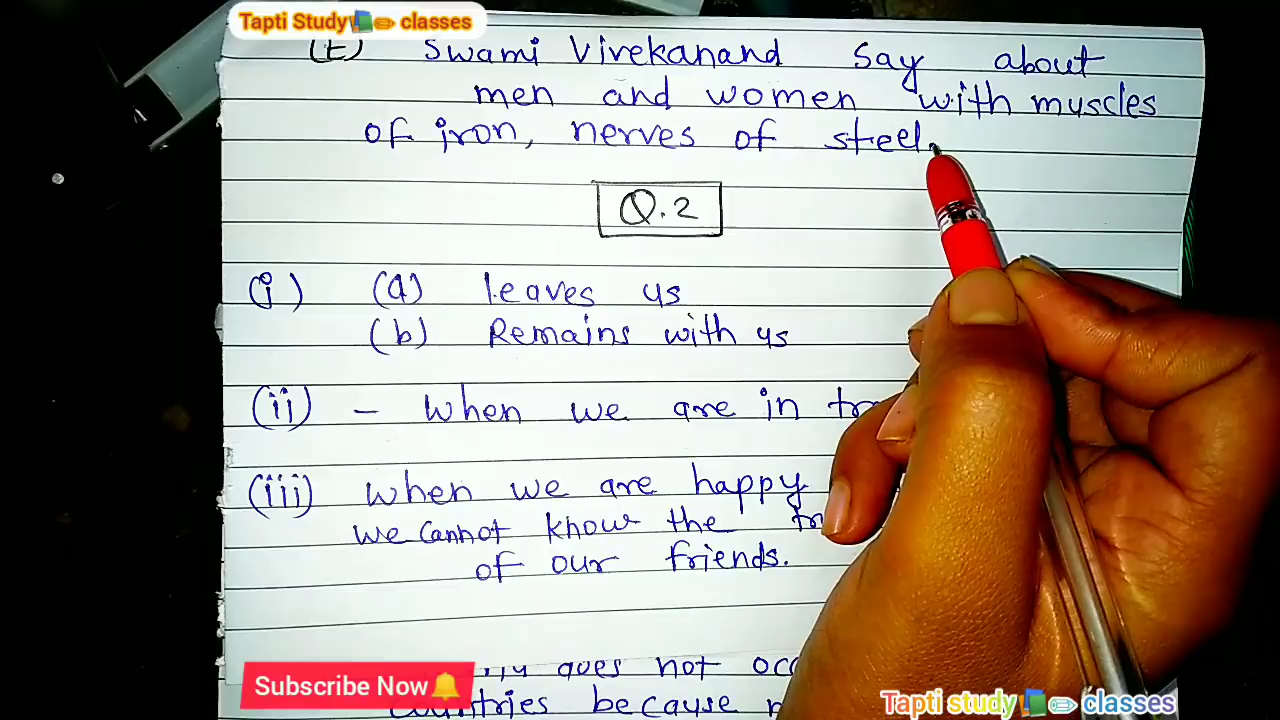 Tapti Study📚✏ classes
(E) Swami Vivekanand Say about
men and women with muscles
of iron, nerves of steel.
Q.2
(i) (a) leaves us
(b) Remains with us
(ii) - when we are in
(iii) when we are happy
we cannot know the
of our friends.
does not
Subscribe Now🔔
countries because
Tapti study📚✏ classes